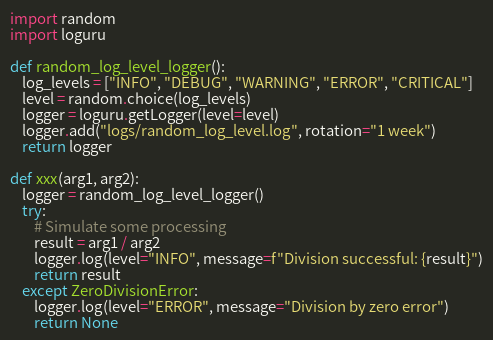 import random
import loguru

def random_log_level_logger():
    log_levels = ["INFO", "DEBUG", "WARNING", "ERROR", "CRITICAL"]
    level = random.choice(log_levels)
    logger = loguru.getLogger(level=level)
    logger.add("logs/random_log_level.log", rotation="1 week")
    return logger

def xxx(arg1, arg2):
    logger = random_log_level_logger()
    try:
        # Simulate some processing
        result = arg1 / arg2
        logger.log(level="INFO", message=f"Division successful: {result}")
        return result
    except ZeroDivisionError:
        logger.log(level="ERROR", message="Division by zero error")
        return None